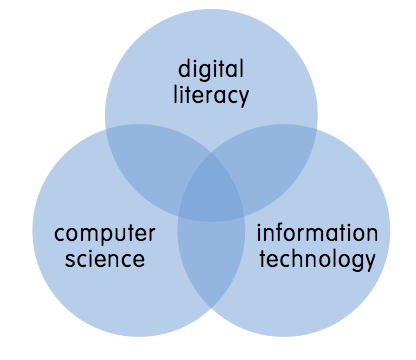 digital
literacy
computer
science
information
technology